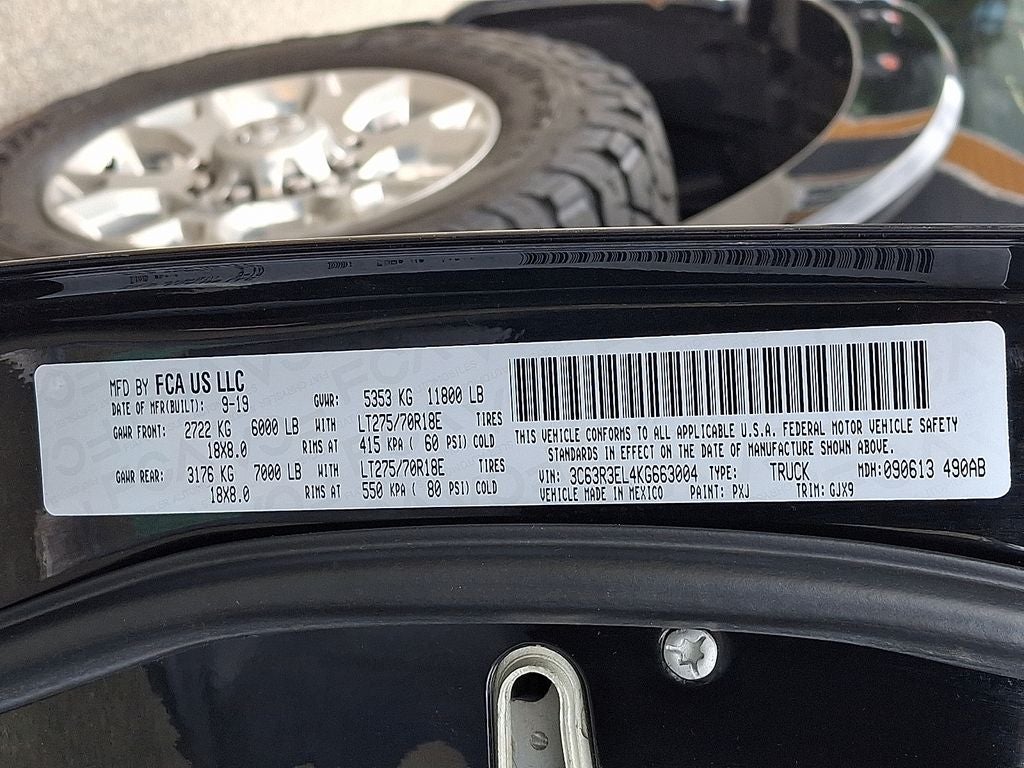 MFD BY FCA US LLC
DATE OF MFR(BUILT): 9-19 GVWR: 5353 KG 11800 LB
GAWR FRONT: 2722 KG 6000 LB WITH LT275/70R18E TIRES
18X8.0 RIMS AT 415 KPA ( 60 PSI) COLD
GAWR REAR: 3176 KG 7000 LB WITH LT275/70R18E TIRES
18X8.0 RIMS AT 550 KPA ( 80 PSI) COLD
THIS VEHICLE CONFORMS TO ALL APPLICABLE U.S.A. FEDERAL MOTOR VEHICLE SAFETY
STANDARDS IN EFFECT ON THE DATE OF MANUFACTURE SHOWN ABOVE.
VIN: 3C63R3EL4KG663004 TYPE: TRUCK MDH: 090613 490AB
VEHICLE MADE IN MEXICO PAINT: PXJ TRIM: GJX9